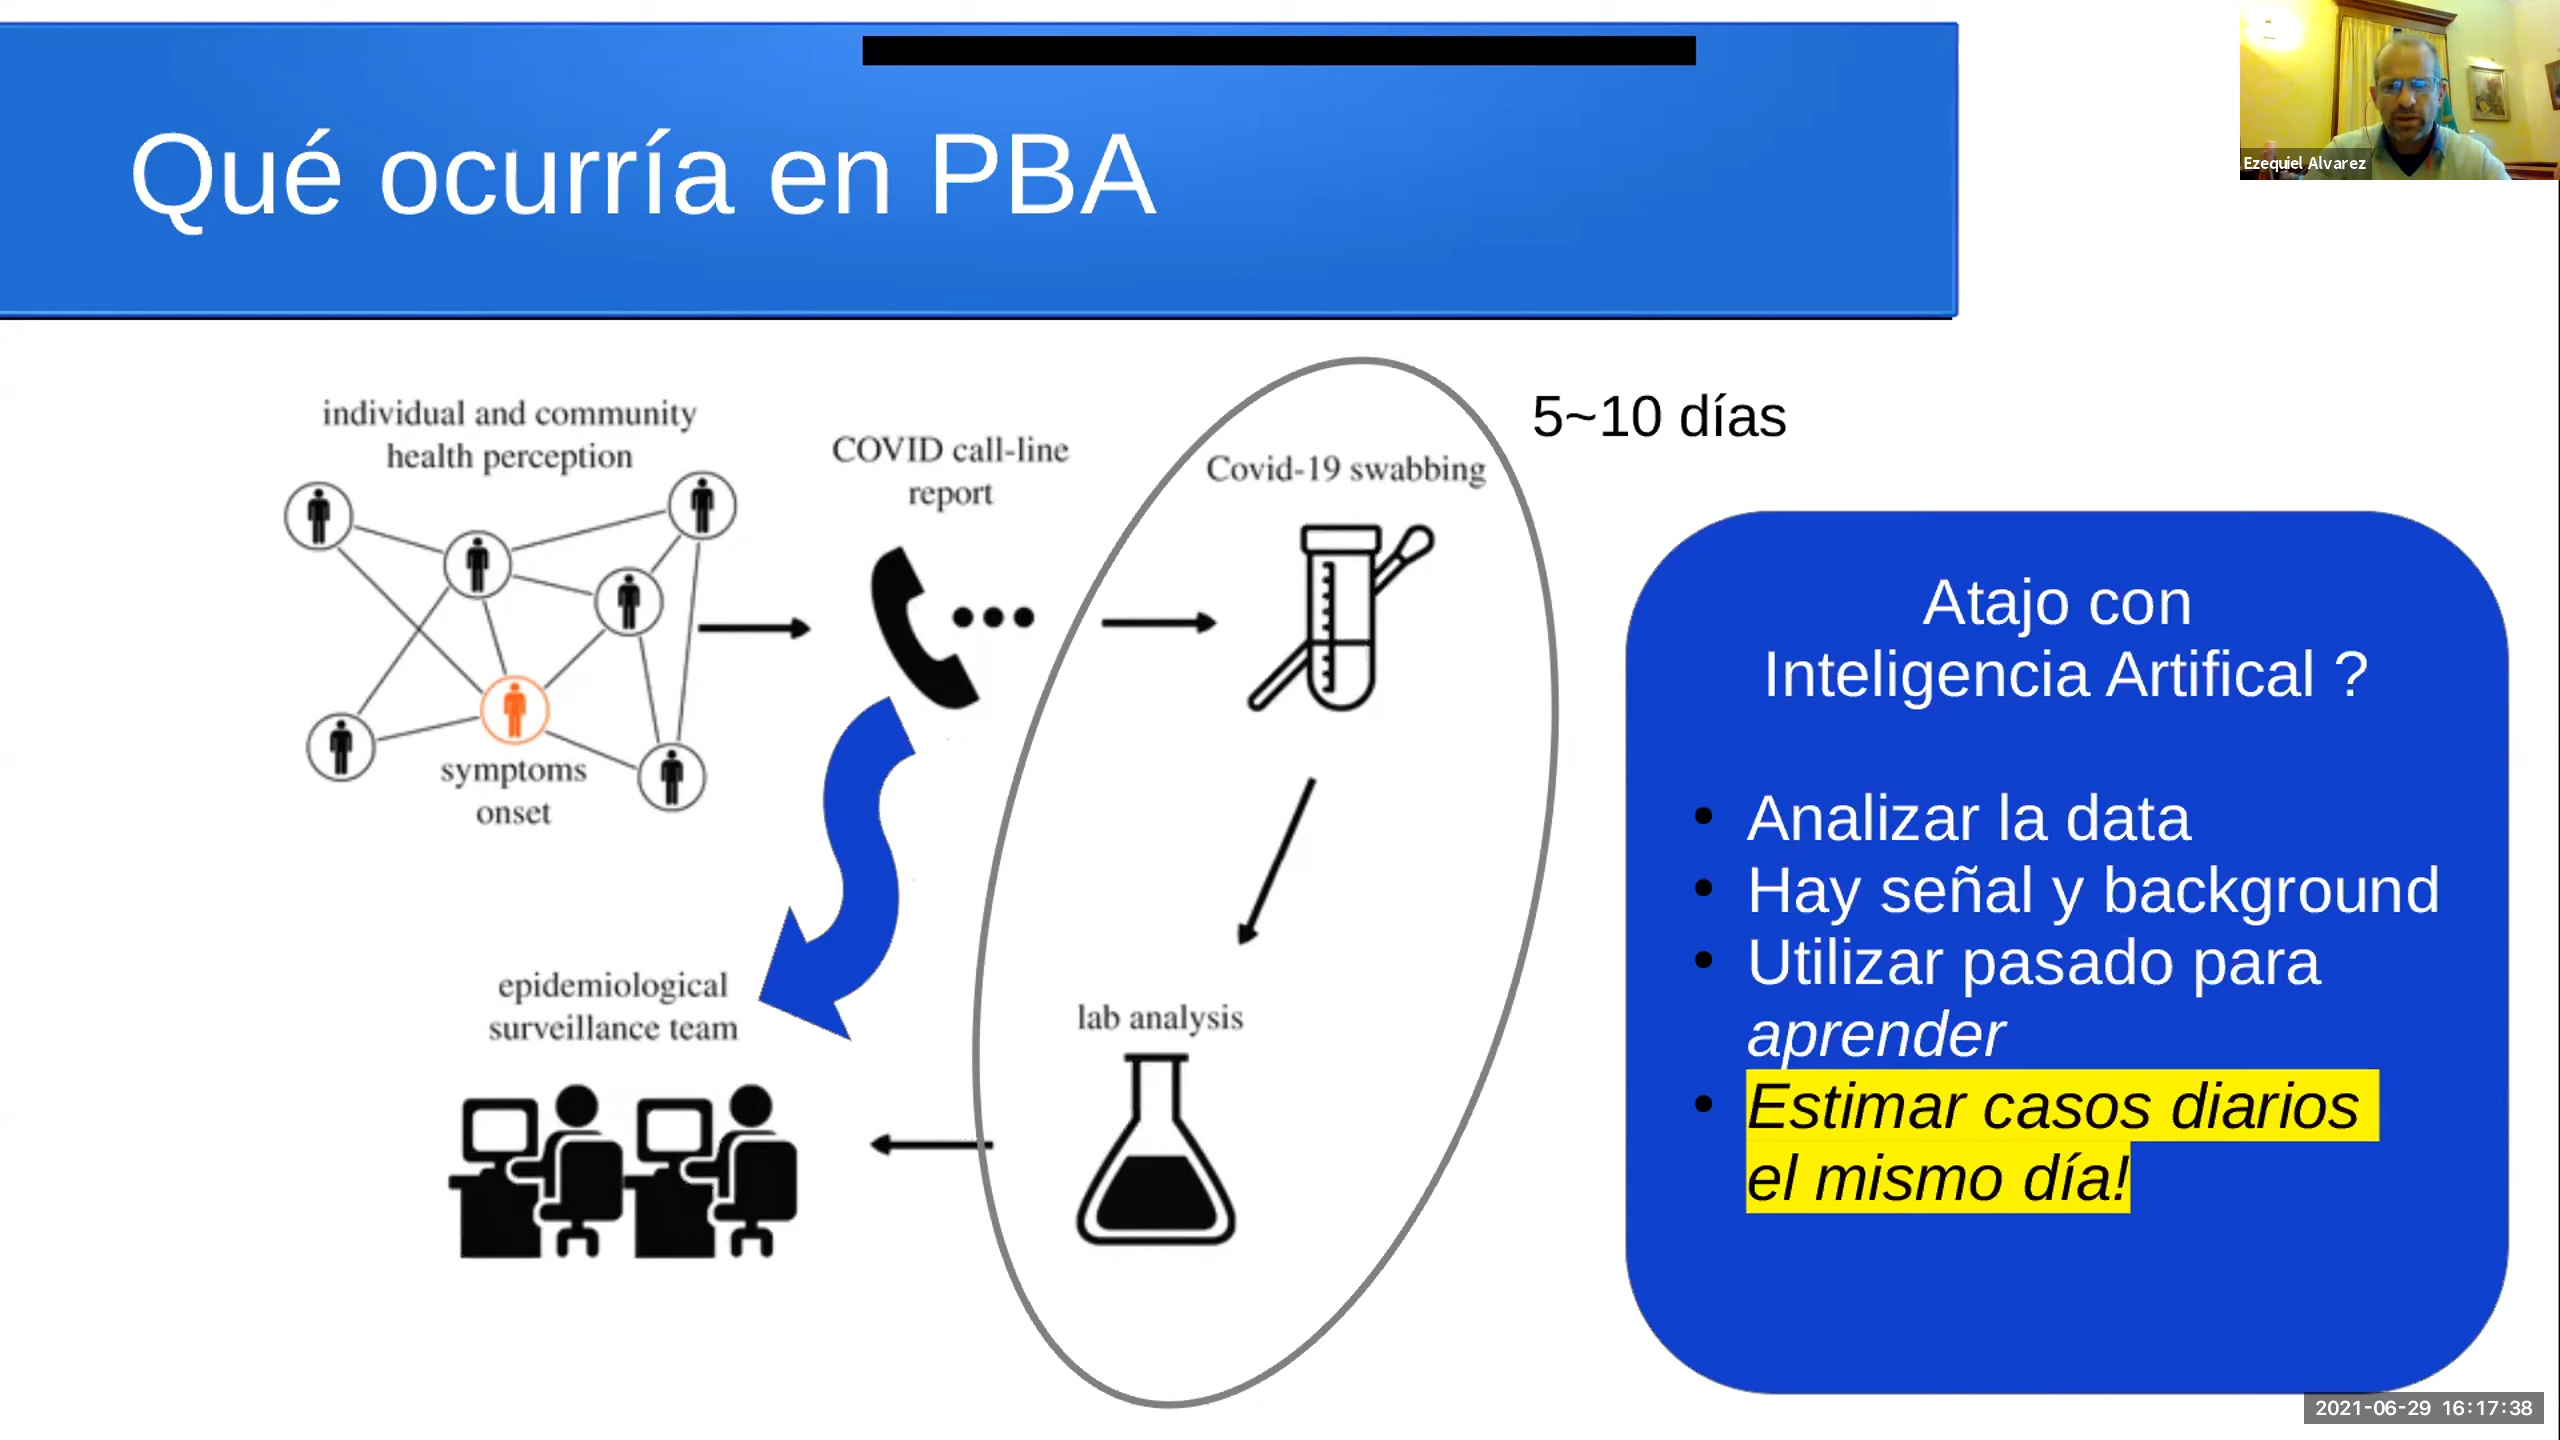 Qué ocurría en PBA
Ezequiel Alvarez
individual and community
health perception
symptoms
onset
COVID call-line
report
Covid-19 swabbing
5~10 días
lab analysis
epidemiological
surveillance team
Atajo con
Inteligencia Artifical ?
• Analizar la data
• Hay señal y background
• Utilizar pasado para
aprender
• Estimar casos diarios
el mismo día!
2021-06-29 16:17:38